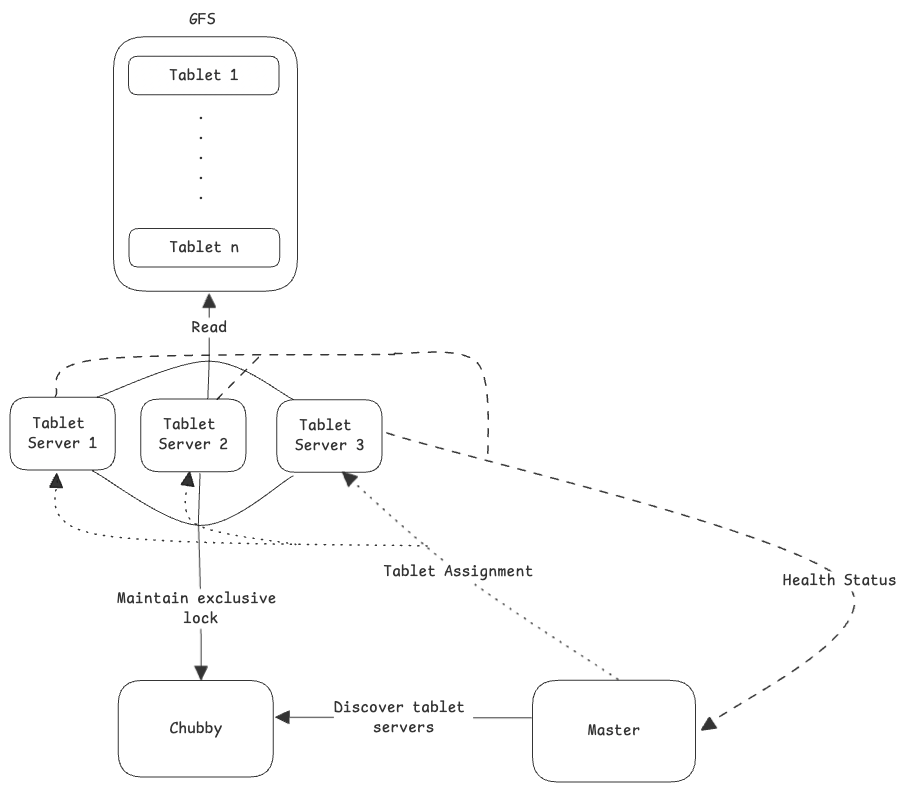 GFS
Tablet 1
Tablet n
Read
Tablet
Server 1
Tablet
Server 2
Tablet
Server 3
Tablet Assignment
Health Status
Maintain exclusive
lock
Discover tablet
servers
Chubby
Master